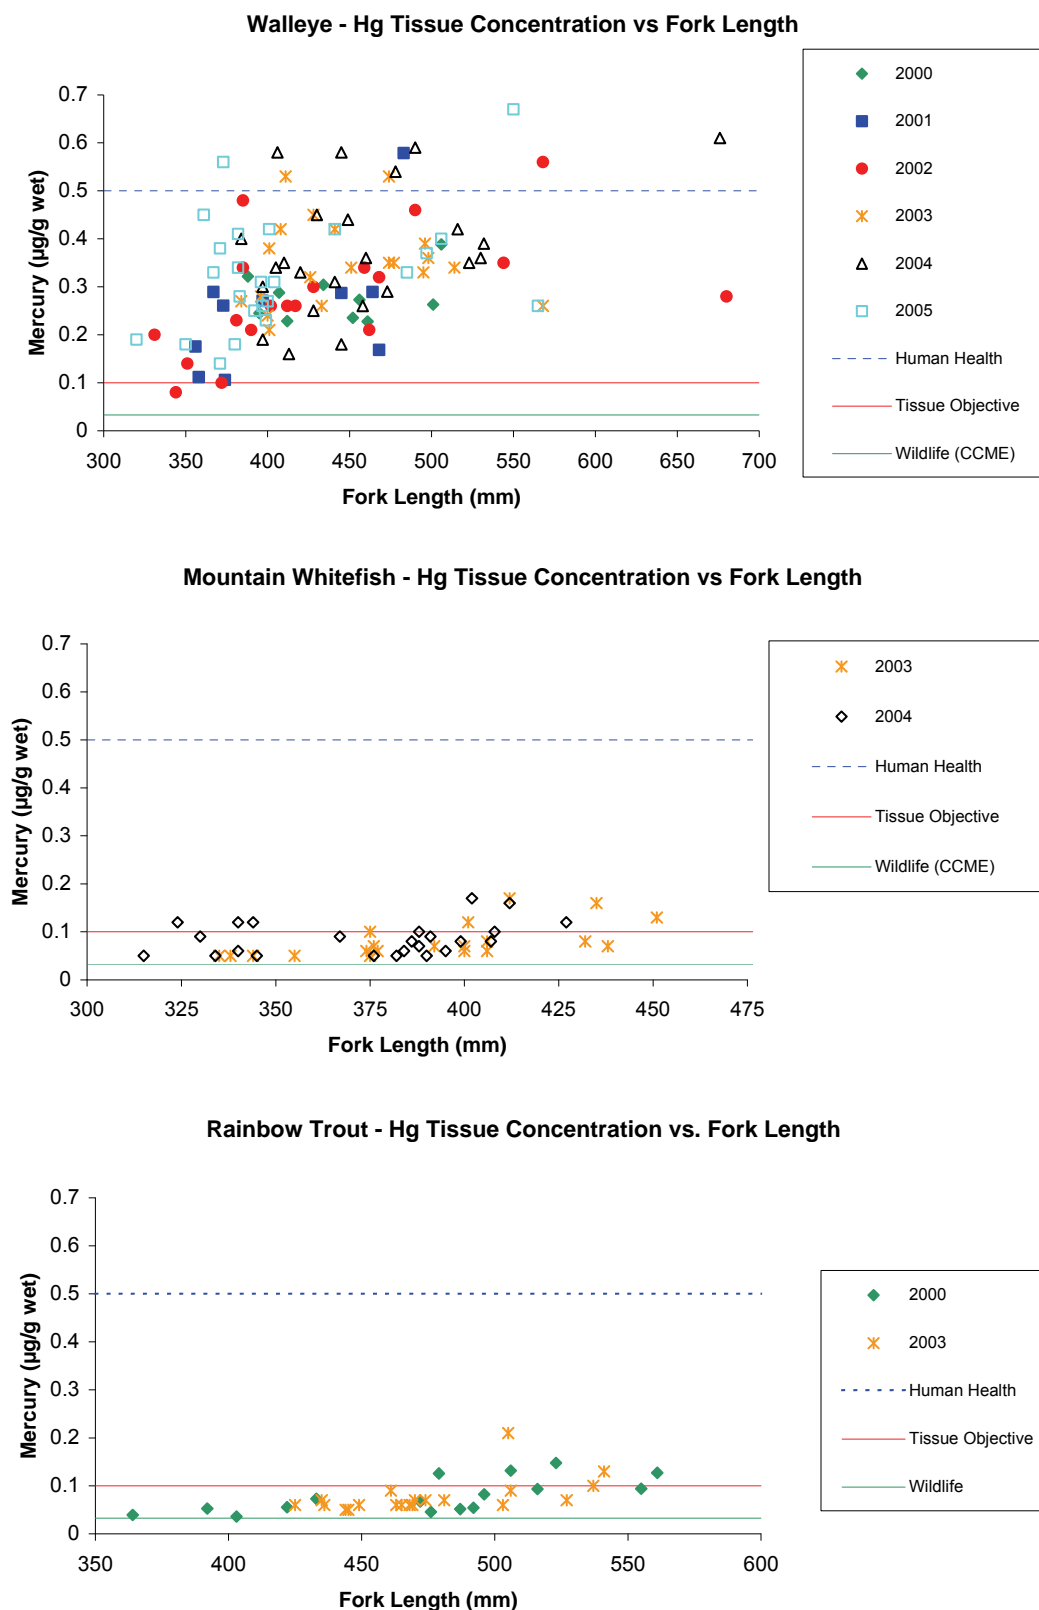 Walleye - Hg Tissue Concentration vs Fork Length
Mercury (µg/g wet)
0.7
0.6
0.5
0.4
0.3
0.2
0.1
0
300 350 400 450 500 550 600 650 700
Fork Length (mm)
2000
2001
2002
2003
2004
2005
Human Health
Tissue Objective
Wildlife (CCME)
Mountain Whitefish - Hg Tissue Concentration vs Fork Length
Mercury (µg/g wet)
0.7
0.6
0.5
0.4
0.3
0.2
0.1
0
300 325 350 375 400 425 450 475
Fork Length (mm)
2003
2004
Human Health
Tissue Objective
Wildlife (CCME)
Rainbow Trout - Hg Tissue Concentration vs. Fork Length
Mercury (µg/g wet)
0.7
0.6
0.5
0.4
0.3
0.2
0.1
0
350 400 450 500 550 600
Fork Length (mm)
2000
2003
Human Health
Tissue Objective
Wildlife